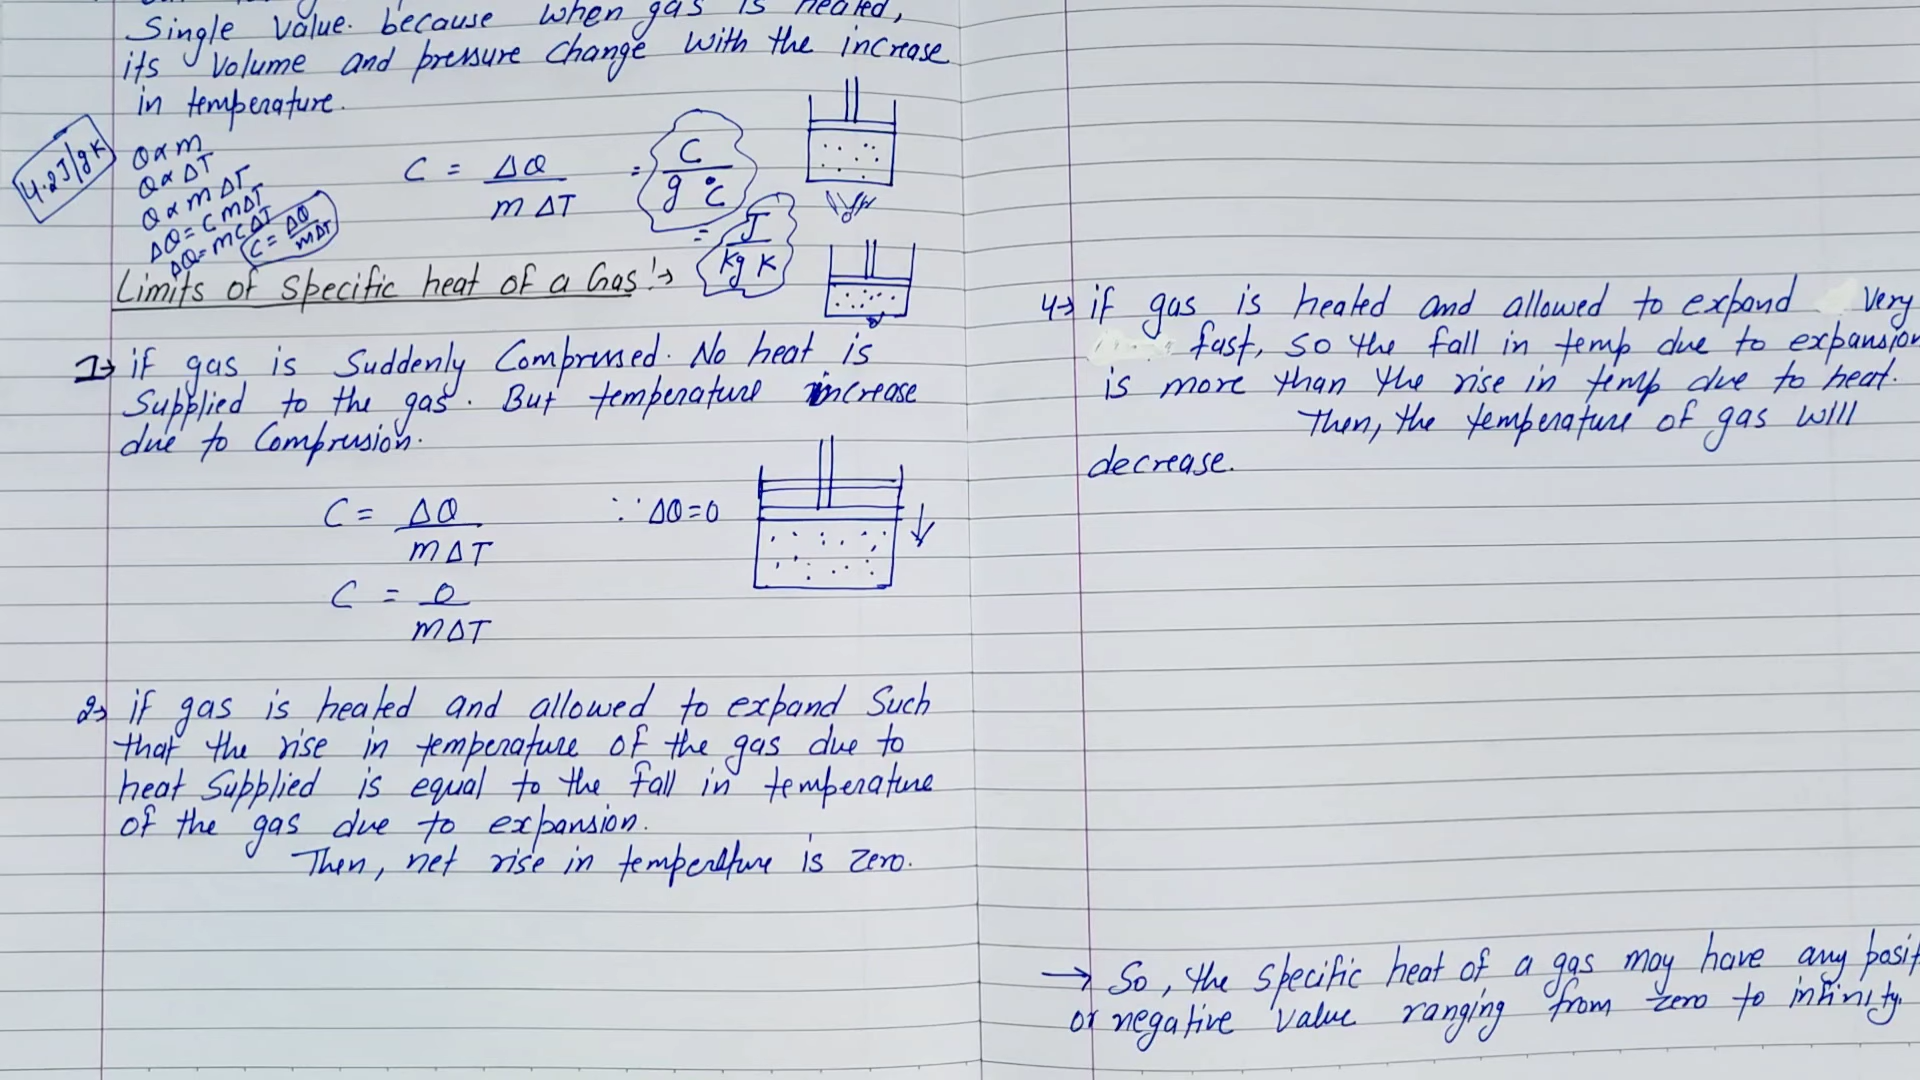 Single value. because when gas is heated,
its volume and pressure change with the increase
in temperature.
4.2J/gK
Q ∝ m
Q ∝ ΔT
Q ∝ m ΔT
ΔQ = C m ΔT
ΔQ = m C ΔT
C = ΔQ / mΔT
C = ΔQ / m ΔT = C / g °C
= J / kg K
Limits of Specific heat of a Gas!→
1→ if gas is Suddenly Compressed. No heat is
Supplied to the gas. But temperature increase
due to Compression.
C = ΔQ / m ΔT ∵ ΔQ=0
C = 0 / m ΔT
2→ if gas is heated and allowed to expand Such
that the rise in temperature of the gas due to
heat Supplied is equal to the fall in temperature
of the gas due to expansion.
Then, net rise in temperature is zero.
4→ if gas is heated and allowed to expand Very
fast, so the fall in temp due to expansion
is more than the rise in temp due to heat.
Then, the temperature of gas will
decrease.
→ So, the specific heat of a gas may have any posit
or negative value ranging from zero to infinity.